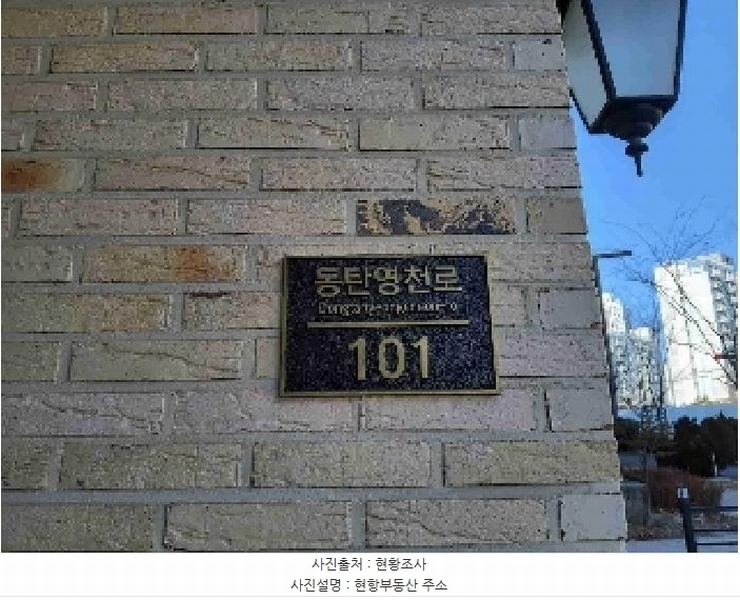 동탄영천로
101
사진출처 : 현황조사
사진설명 : 현항부동산 주소